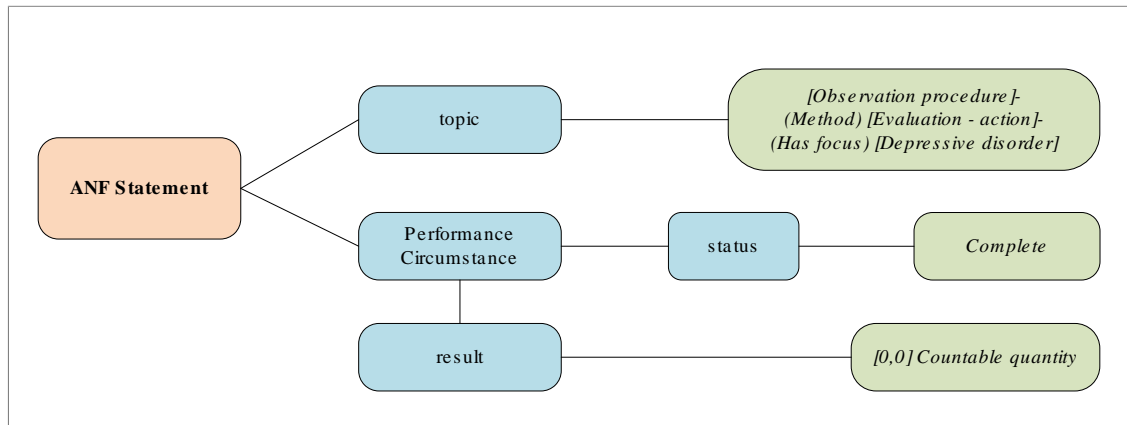 ANF Statement
topic
[Observation procedure]-
(Method) [Evaluation - action]-
(Has focus) [Depressive disorder]
Performance
Circumstance
status
Complete
result
[0,0] Countable quantity